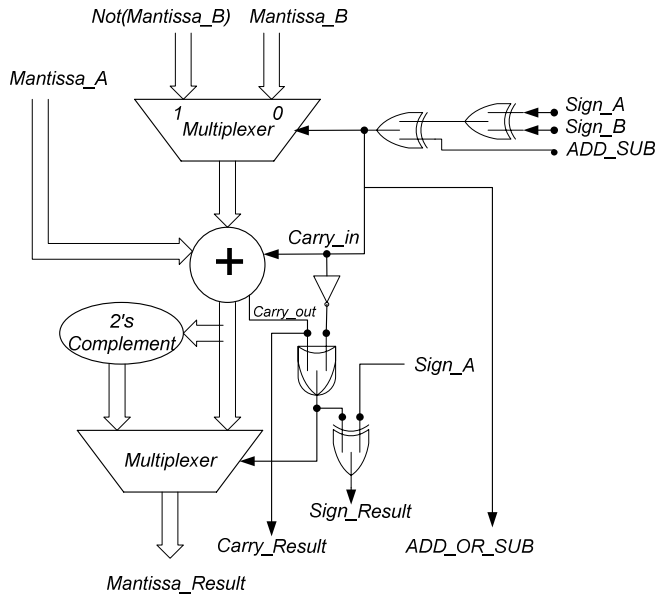 Not(Mantissa_B)
Mantissa_B
Mantissa_A
1
0
Multiplexer
Sign_A
Sign_B
ADD_SUB
Carry_in
+
Carry_out
2's
Complement
Sign_A
Multiplexer
Sign_Result
Carry_Result
ADD_OR_SUB
Mantissa_Result